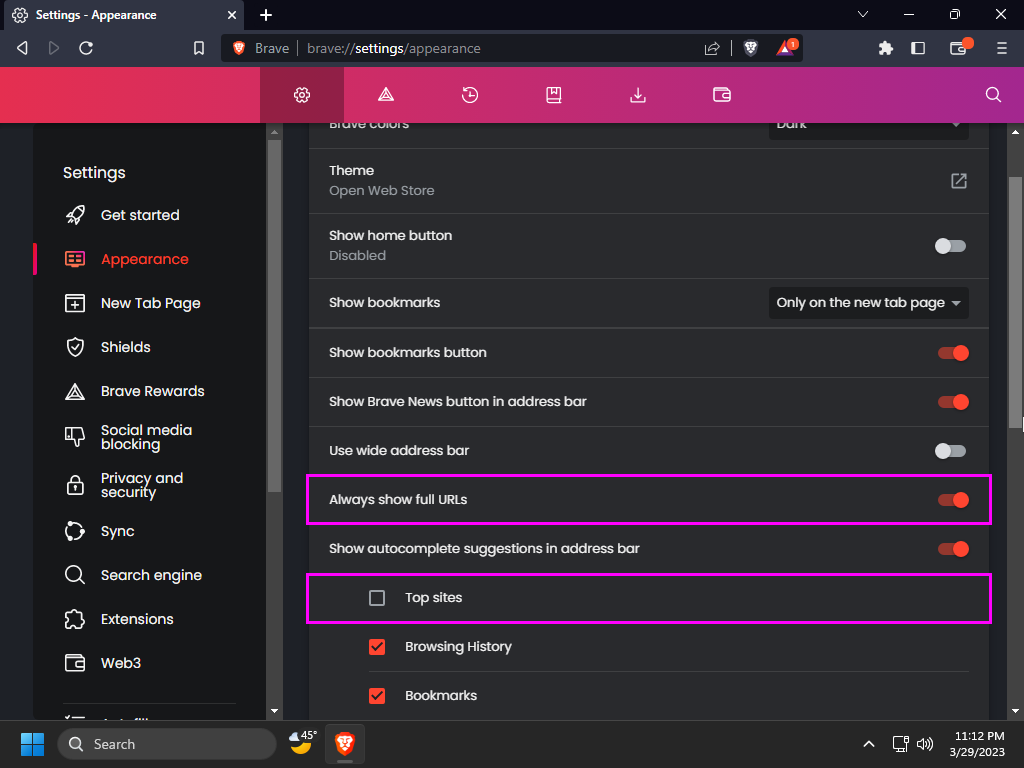 Settings - Appearance
Brave
brave://settings/appearance
1
Brave colors
Dark
Settings
Get started
Appearance
New Tab Page
Shields
Brave Rewards
Social media
blocking
Privacy and
security
Sync
Search engine
Extensions
Web3
Autofill
Theme
Open Web Store
Show home button
Disabled
Show bookmarks
Only on the new tab page
Show bookmarks button
Show Brave News button in address bar
Use wide address bar
Always show full URLs
Show autocomplete suggestions in address bar
Top sites
Browsing History
Bookmarks
Search
45°
11:12 PM
3/29/2023